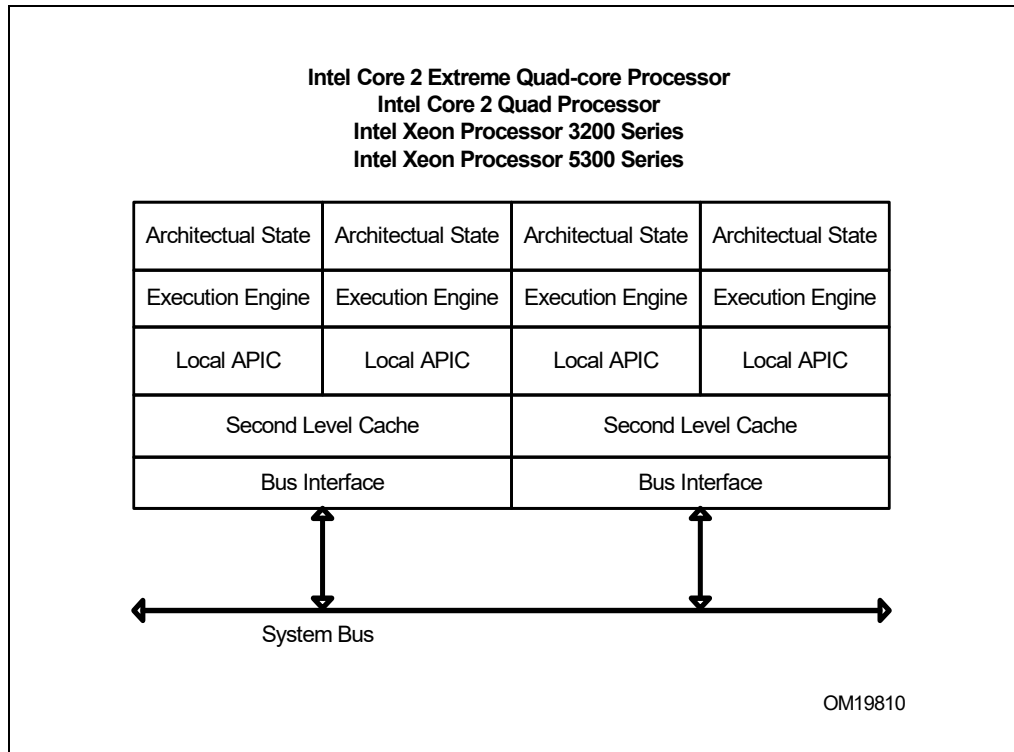 Intel Core 2 Extreme Quad-core Processor
Intel Core 2 Quad Processor
Intel Xeon Processor 3200 Series
Intel Xeon Processor 5300 Series
Architectual State Architectual State Architectual State Architectual State
Execution Engine Execution Engine Execution Engine Execution Engine
Local APIC Local APIC Local APIC Local APIC
Second Level Cache Second Level Cache
Bus Interface Bus Interface
System Bus
OM19810